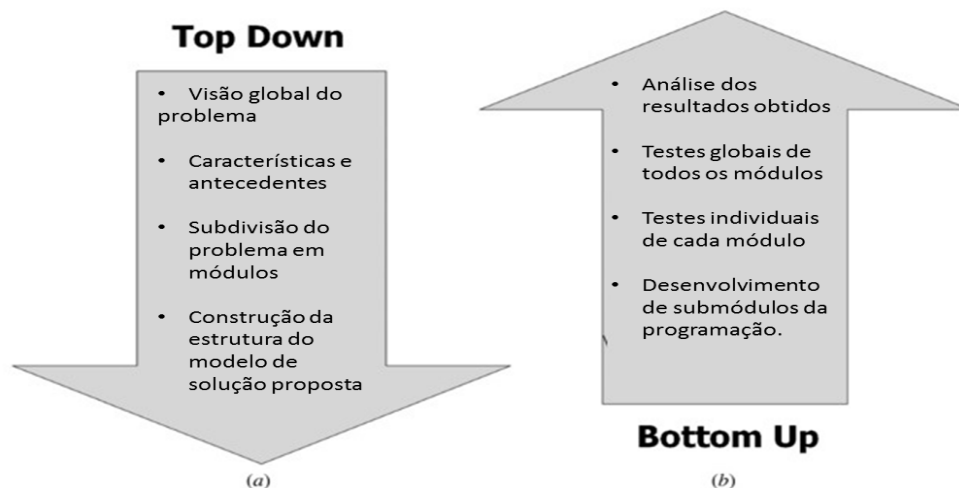 Top Down
• Visão global do
problema
• Características e
antecedentes
• Subdivisão do
problema em
módulos
• Construção da
estrutura do
modelo de
solução proposta
(a)
• Análise dos
resultados obtidos
• Testes globais de
todos os módulos
• Testes individuais
de cada módulo
• Desenvolvimento
de submódulos da
programação.
Bottom Up
(b)